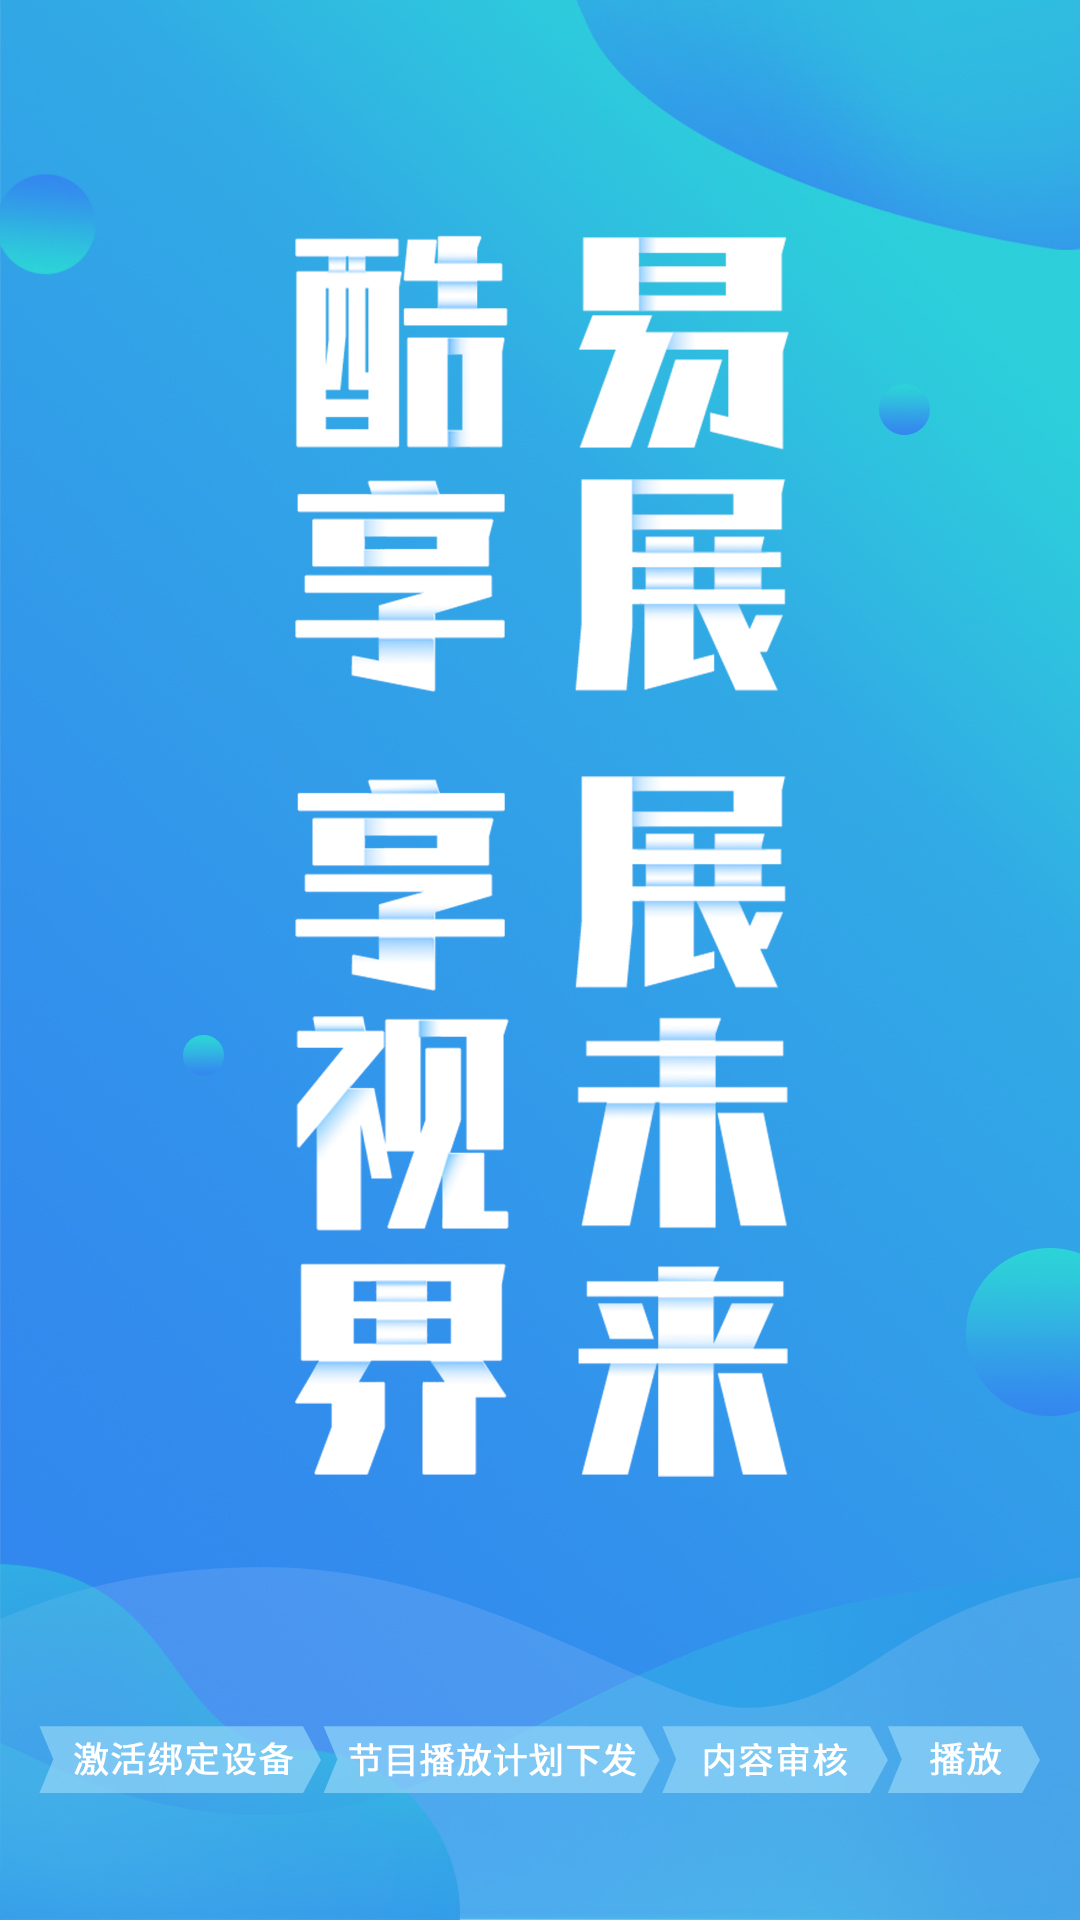 易展 展未来
酷享 享视界
激活绑定设备
节目播放计划下发
内容审核
播放